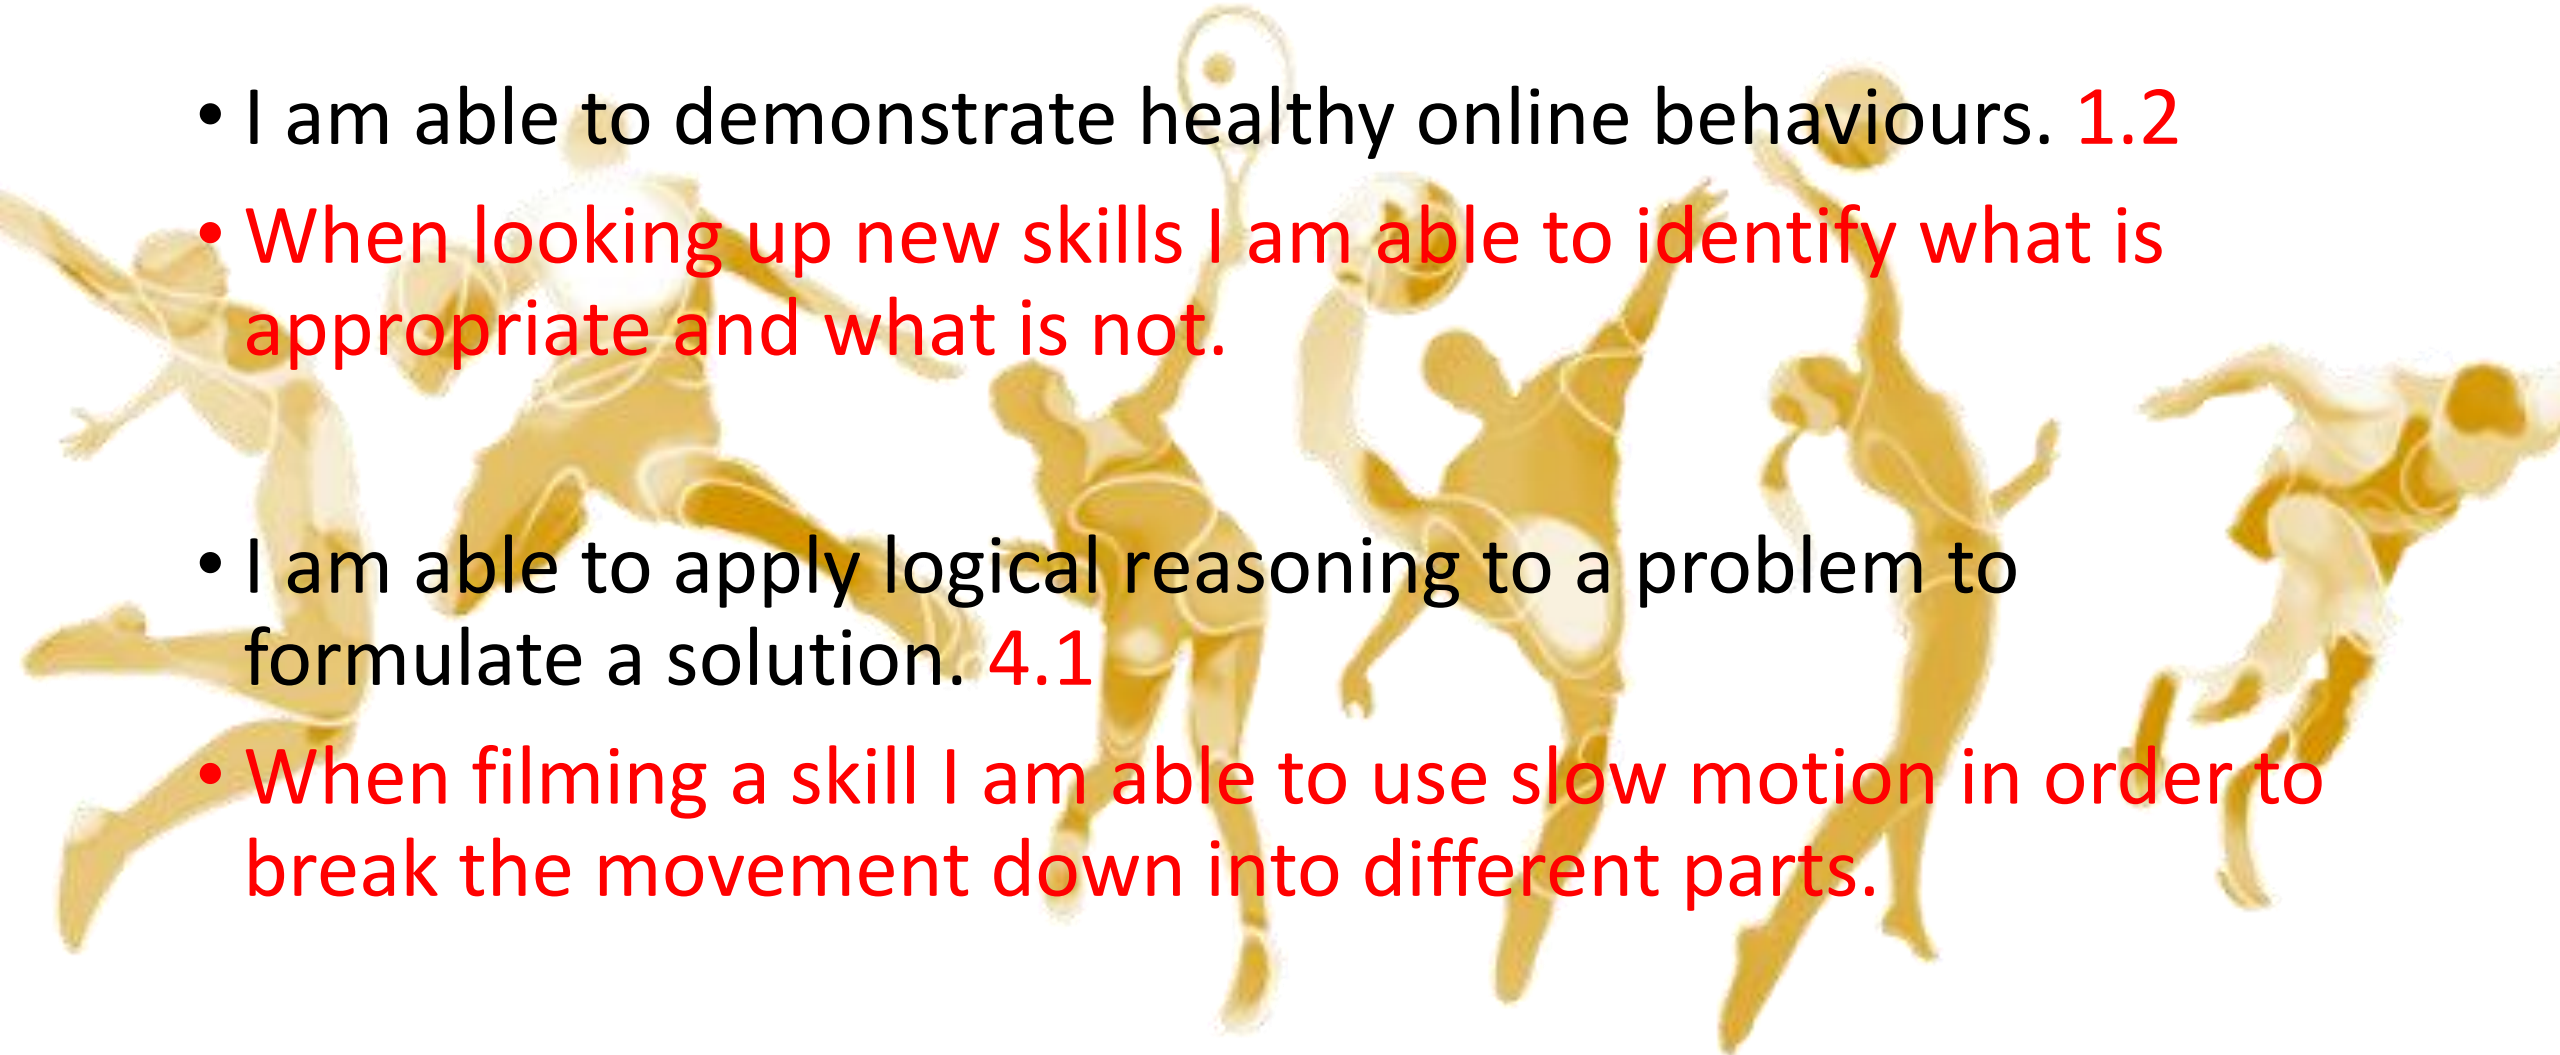 • I am able to demonstrate healthy online behaviours. 1.2
• When looking up new skills I am able to identify what is
appropriate and what is not.
• I am able to apply logical reasoning to a problem to
formulate a solution. 4.1
• When filming a skill I am able to use slow motion in order to
break the movement down into different parts.